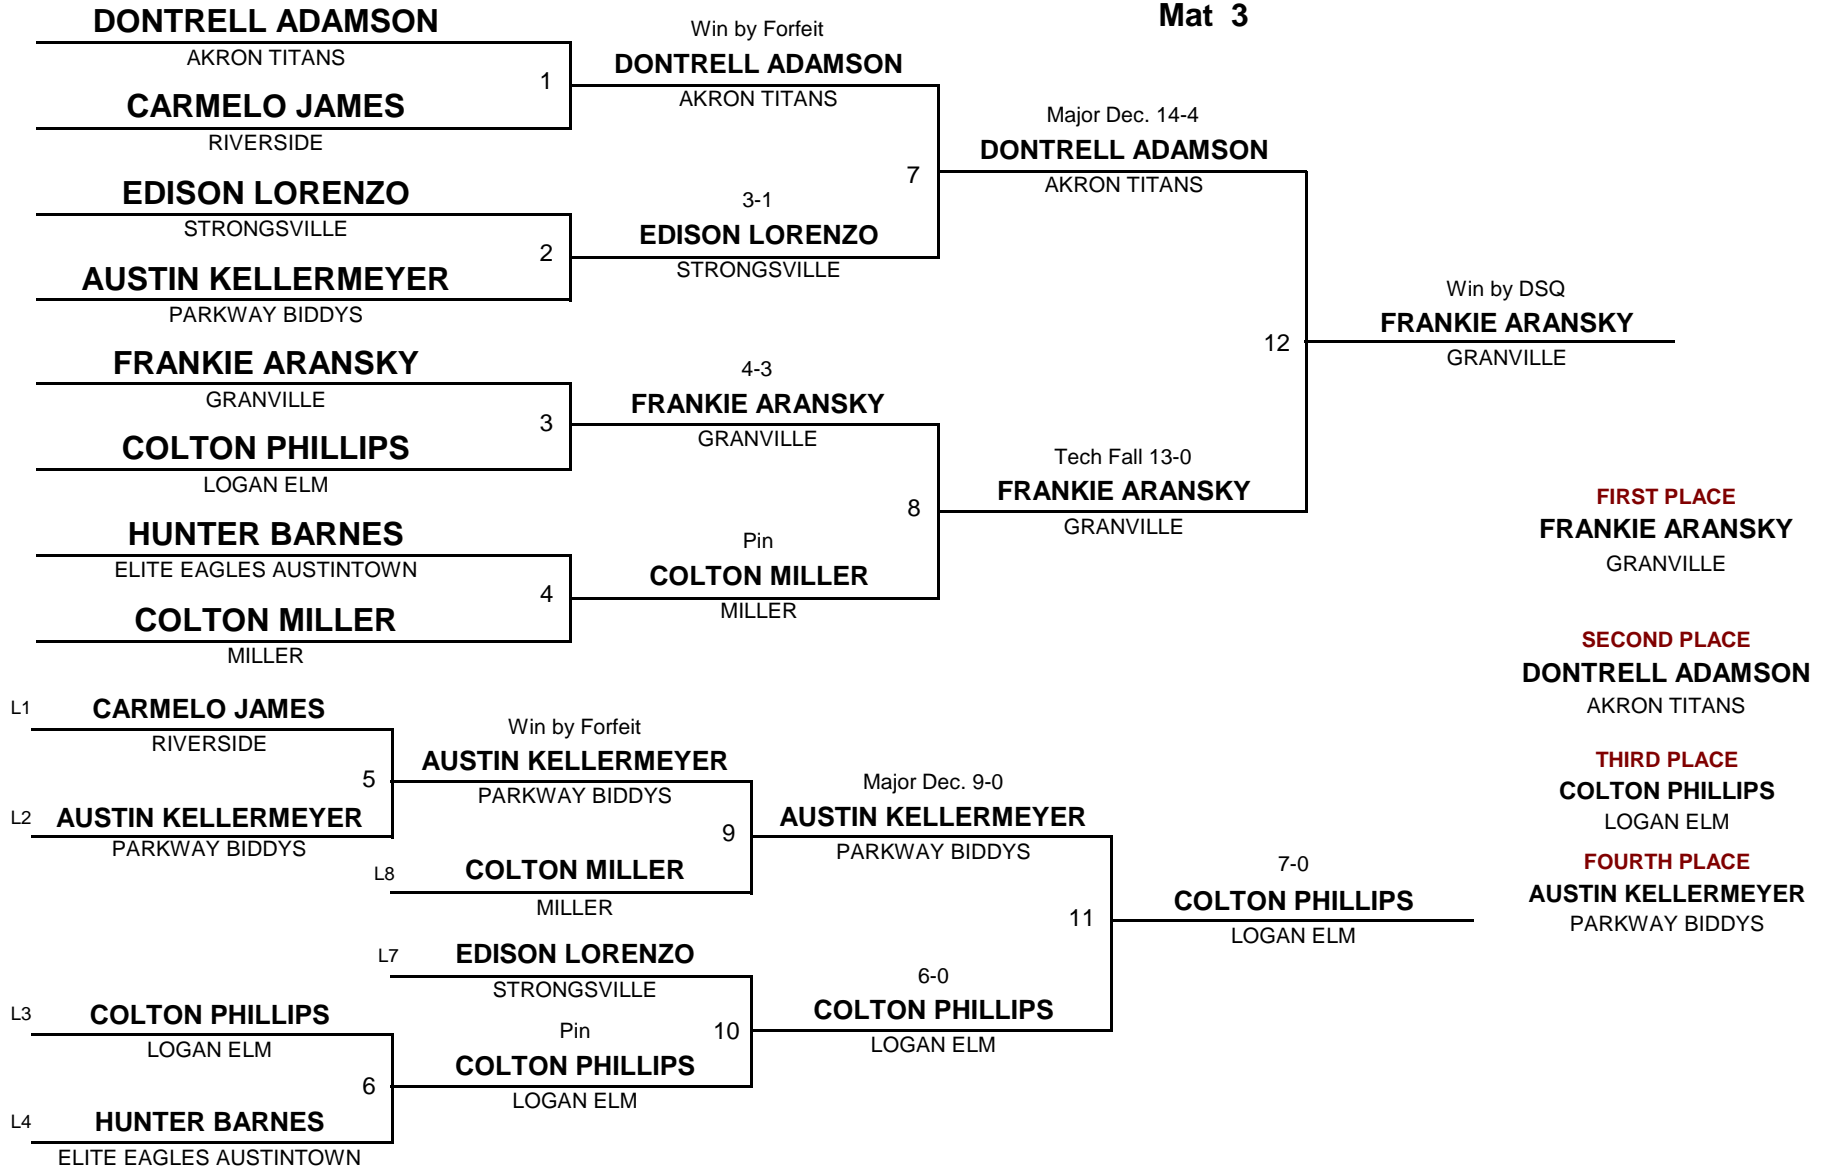 Mat 3
DONTRELL ADAMSON
AKRON TITANS
1
CARMELO JAMES
RIVERSIDE
EDISON LORENZO
STRONGSVILLE
2
AUSTIN KELLERMEYER
PARKWAY BIDDYS
FRANKIE ARANSKY
GRANVILLE
3
COLTON PHILLIPS
LOGAN ELM
HUNTER BARNES
ELITE EAGLES AUSTINTOWN
4
COLTON MILLER
MILLER
Win by Forfeit
DONTRELL ADAMSON
AKRON TITANS
7
3-1
EDISON LORENZO
STRONGSVILLE
4-3
FRANKIE ARANSKY
GRANVILLE
8
Pin
COLTON MILLER
MILLER
Major Dec. 14-4
DONTRELL ADAMSON
AKRON TITANS
12
Tech Fall 13-0
FRANKIE ARANSKY
GRANVILLE
Win by DSQ
FRANKIE ARANSKY
GRANVILLE
L1 CARMELO JAMES
RIVERSIDE
5
L2 AUSTIN KELLERMEYER
PARKWAY BIDDYS
L3 COLTON PHILLIPS
LOGAN ELM
6
L4 HUNTER BARNES
ELITE EAGLES AUSTINTOWN
Win by Forfeit
AUSTIN KELLERMEYER
PARKWAY BIDDYS
9
L8 COLTON MILLER
MILLER
L7 EDISON LORENZO
STRONGSVILLE
10
Pin
COLTON PHILLIPS
LOGAN ELM
Major Dec. 9-0
AUSTIN KELLERMEYER
PARKWAY BIDDYS
11
6-0
COLTON PHILLIPS
LOGAN ELM
7-0
COLTON PHILLIPS
LOGAN ELM
FIRST PLACE
FRANKIE ARANSKY
GRANVILLE
SECOND PLACE
DONTRELL ADAMSON
AKRON TITANS
THIRD PLACE
COLTON PHILLIPS
LOGAN ELM
FOURTH PLACE
AUSTIN KELLERMEYER
PARKWAY BIDDYS